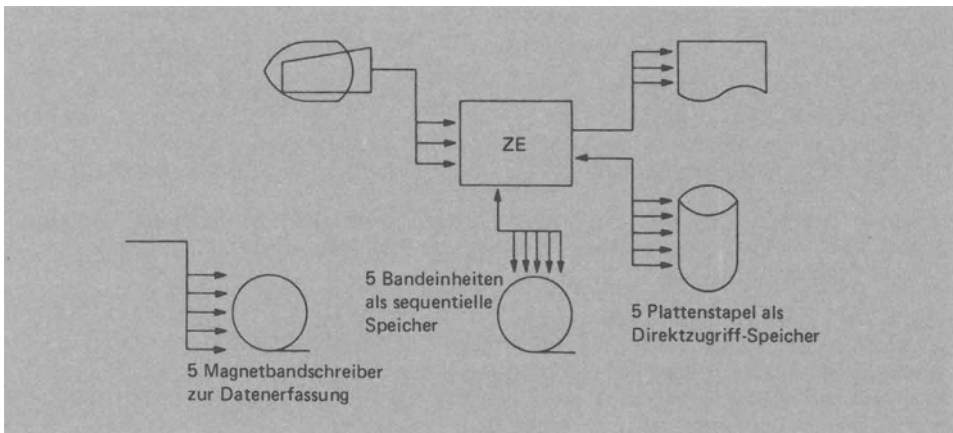 ZE
5 Bandeinheiten
als sequentielle
Speicher
5 Plattenstapel als
Direktzugriff-Speicher
5 Magnetbandschreiber
zur Datenerfassung